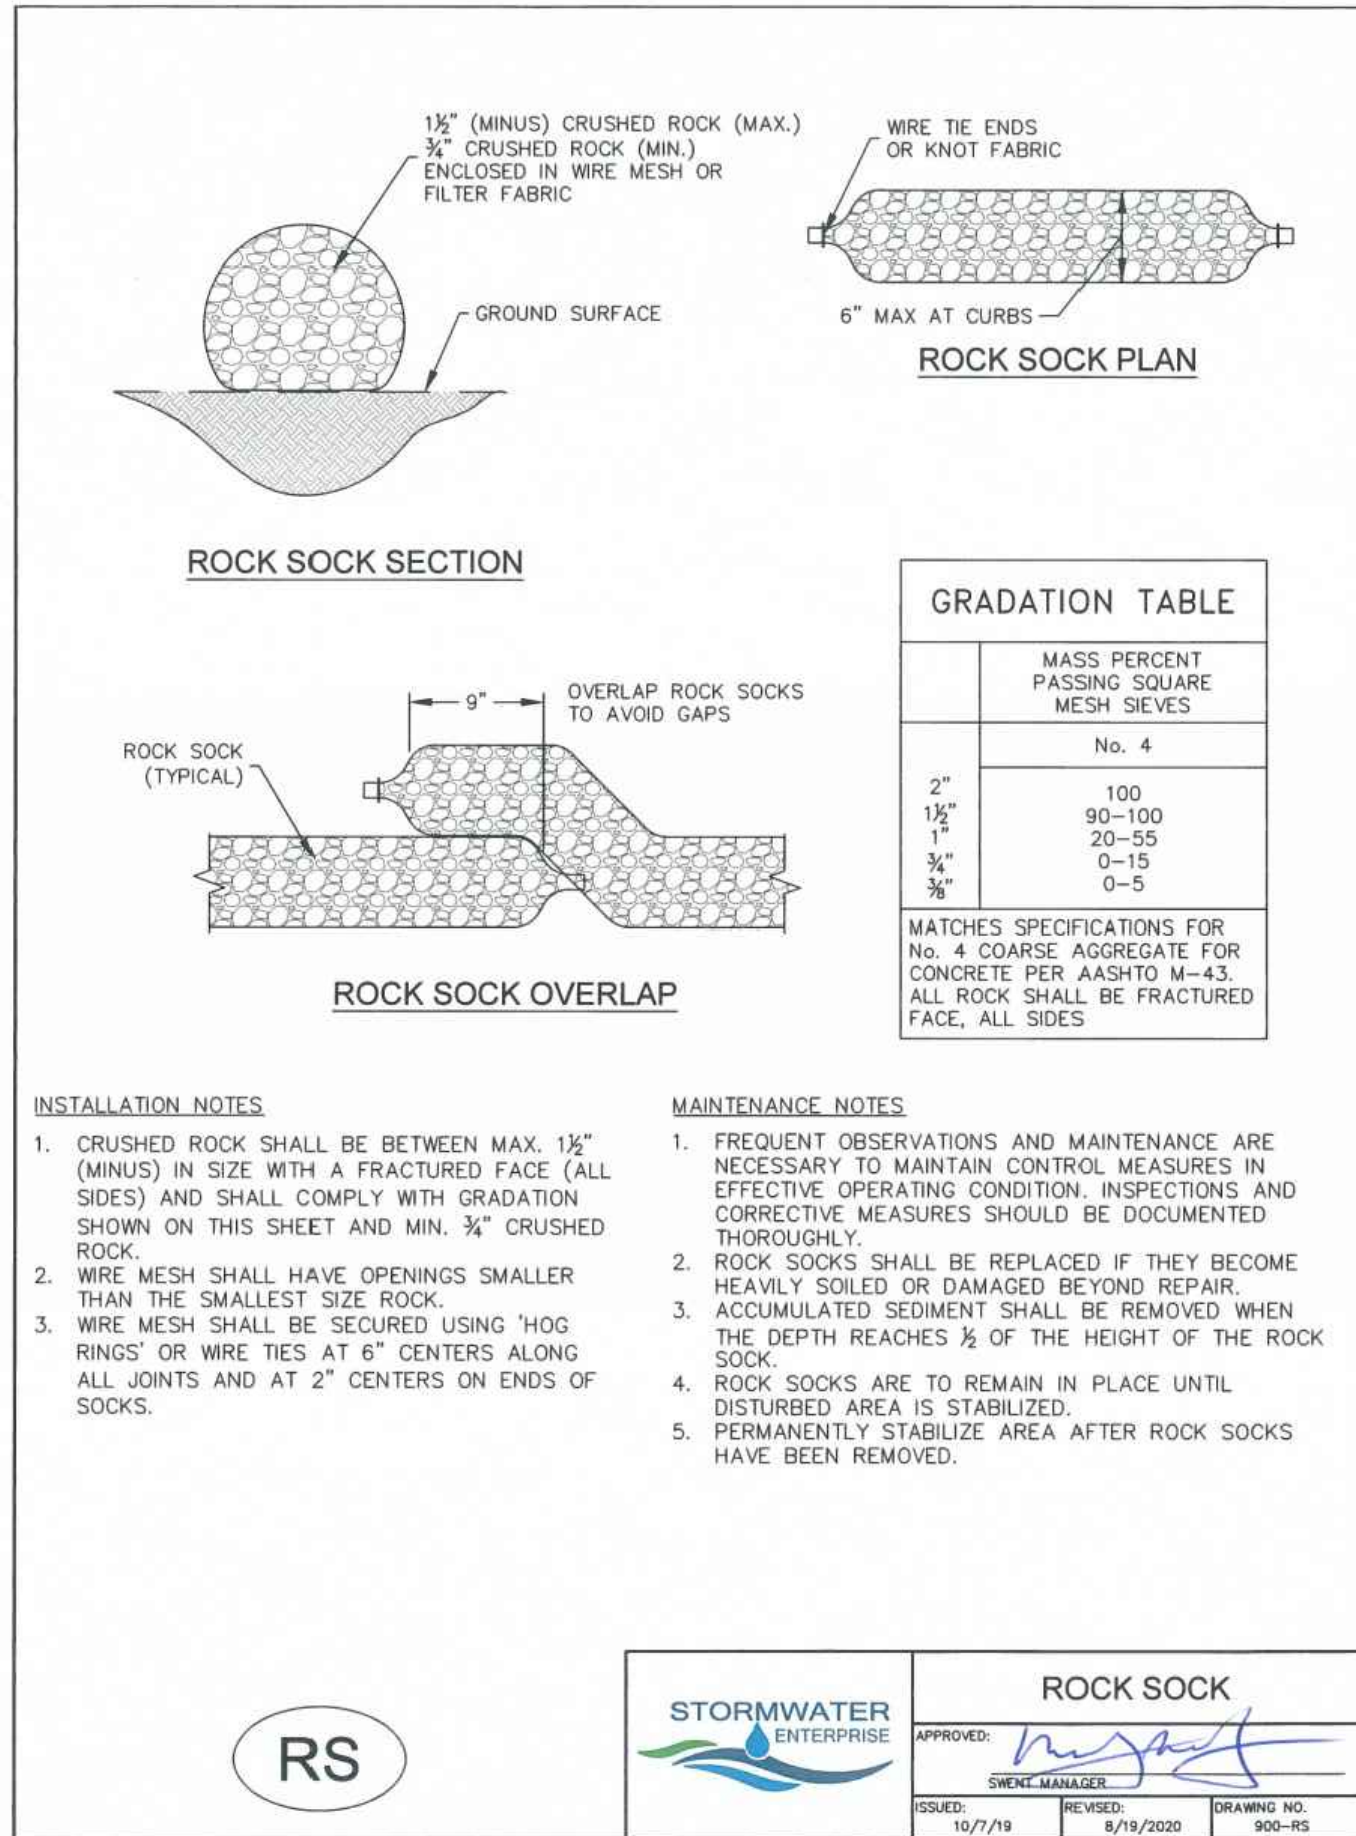 1½" (MINUS) CRUSHED ROCK (MAX.)
¾" CRUSHED ROCK (MIN.)
ENCLOSED IN WIRE MESH OR
FILTER FABRIC
GROUND SURFACE
ROCK SOCK SECTION
WIRE TIE ENDS
OR KNOT FABRIC
6" MAX AT CURBS
ROCK SOCK PLAN
9"
OVERLAP ROCK SOCKS
TO AVOID GAPS
ROCK SOCK
(TYPICAL)
ROCK SOCK OVERLAP
GRADATION TABLE
MASS PERCENT
PASSING SQUARE
MESH SIEVES
No. 4
2" 100
1½" 90-100
1" 20-55
¾" 0-15
⅜" 0-5
MATCHES SPECIFICATIONS FOR
No. 4 COARSE AGGREGATE FOR
CONCRETE PER AASHTO M-43.
ALL ROCK SHALL BE FRACTURED
FACE, ALL SIDES
INSTALLATION NOTES
1. CRUSHED ROCK SHALL BE BETWEEN MAX. 1½"
(MINUS) IN SIZE WITH A FRACTURED FACE (ALL
SIDES) AND SHALL COMPLY WITH GRADATION
SHOWN ON THIS SHEET AND MIN. ¾" CRUSHED
ROCK.
2. WIRE MESH SHALL HAVE OPENINGS SMALLER
THAN THE SMALLEST SIZE ROCK.
3. WIRE MESH SHALL BE SECURED USING 'HOG
RINGS' OR WIRE TIES AT 6" CENTERS ALONG
ALL JOINTS AND AT 2" CENTERS ON ENDS OF
SOCKS.
MAINTENANCE NOTES
1. FREQUENT OBSERVATIONS AND MAINTENANCE ARE
NECESSARY TO MAINTAIN CONTROL MEASURES IN
EFFECTIVE OPERATING CONDITION. INSPECTIONS AND
CORRECTIVE MEASURES SHOULD BE DOCUMENTED
THOROUGHLY.
2. ROCK SOCKS SHALL BE REPLACED IF THEY BECOME
HEAVILY SOILED OR DAMAGED BEYOND REPAIR.
3. ACCUMULATED SEDIMENT SHALL BE REMOVED WHEN
THE DEPTH REACHES ½ OF THE HEIGHT OF THE ROCK
SOCK.
4. ROCK SOCKS ARE TO REMAIN IN PLACE UNTIL
DISTURBED AREA IS STABILIZED.
5. PERMANENTLY STABILIZE AREA AFTER ROCK SOCKS
HAVE BEEN REMOVED.
RS
STORMWATER
ENTERPRISE
ROCK SOCK
APPROVED:
SWENT MANAGER
ISSUED: REVISED: DRAWING NO.
10/7/19 8/19/2020 900-RS